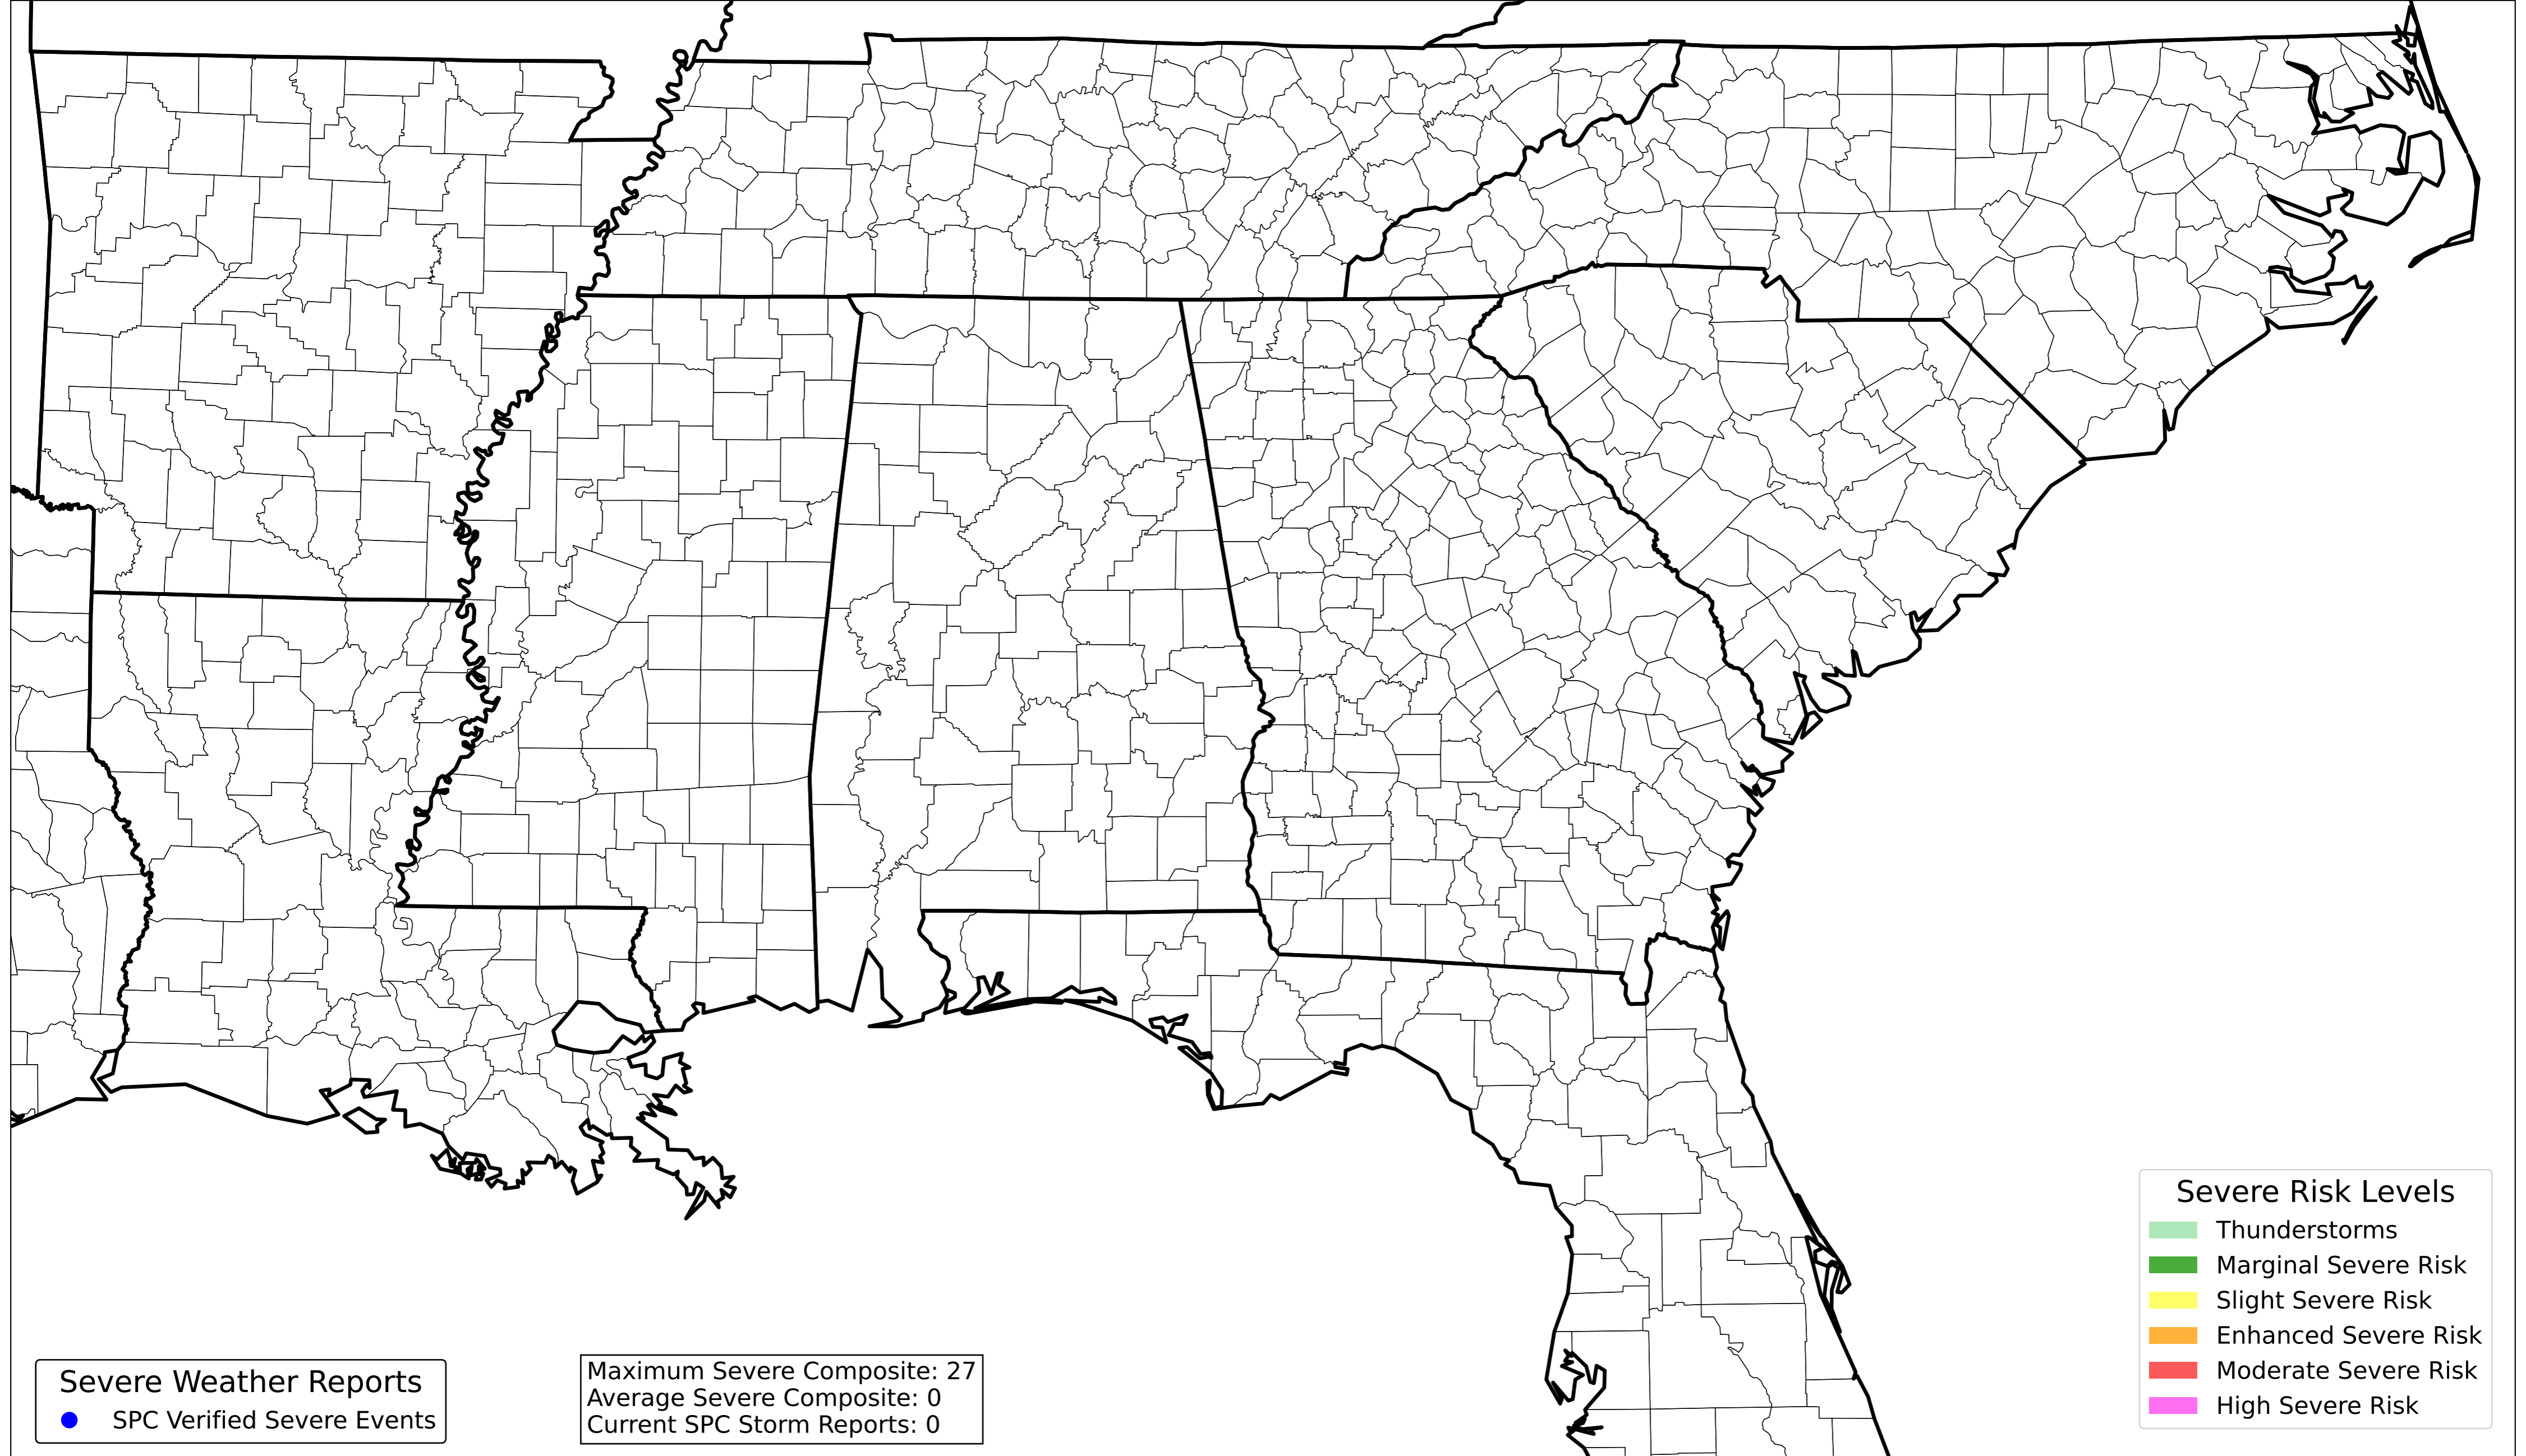 Severe Risk Levels
Thunderstorms
Marginal Severe Risk
Slight Severe Risk
Enhanced Severe Risk
Moderate Severe Risk
High Severe Risk
Severe Weather Reports
SPC Verified Severe Events
Maximum Severe Composite: 27
Average Severe Composite: 0
Current SPC Storm Reports: 0